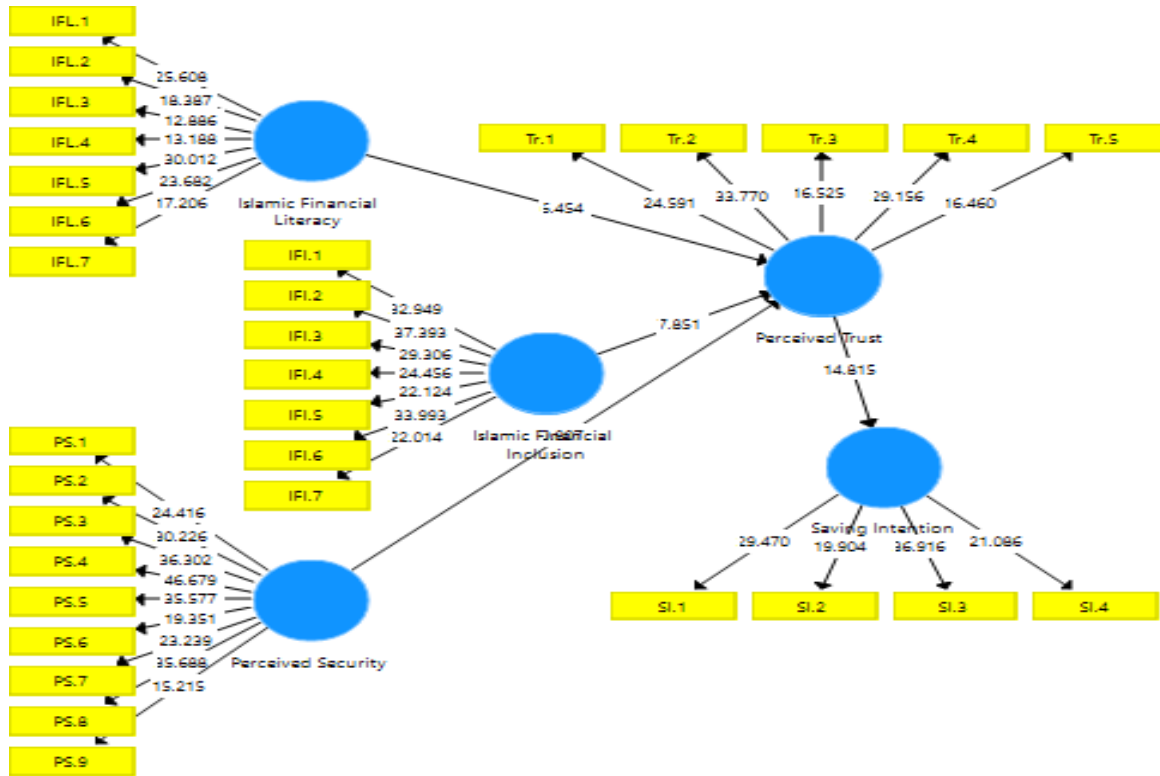 IFL.1
IFL.2
IFL.3
IFL.4
IFL.5
IFL.6
IFL.7
25.608
18.387
12.886
13.188
30.012
23.682
17.206
Islamic Financial
Literacy
Tr.1
Tr.2
Tr.3
Tr.4
Tr.5
24.591
33.770
16.525
29.156
16.460
5.454
IFI.1
IFI.2
IFI.3
IFI.4
IFI.5
IFI.6
IFI.7
32.949
37.393
29.306
24.456
22.124
33.993
22.014
Islamic Financial
Inclusion
7.851
Perceived Trust
14.815
PS.1
PS.2
PS.3
PS.4
PS.5
PS.6
PS.7
PS.8
PS.9
24.416
30.226
36.302
46.679
35.577
19.351
23.239
35.688
15.215
Perceived Security
Saving Intention
29.470
19.904
36.916
21.086
SI.1
SI.2
SI.3
SI.4